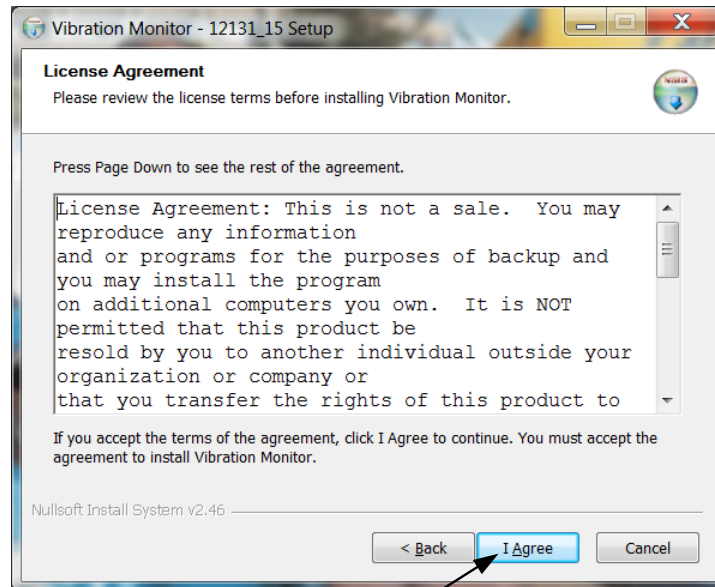 Vibration Monitor - 12131_15 Setup
License Agreement
Please review the license terms before installing Vibration Monitor.
Press Page Down to see the rest of the agreement.
License Agreement: This is not a sale.  You may
reproduce any information
and or programs for the purposes of backup and
you may install the program
on additional computers you own.  It is NOT
permitted that this product be
resold by you to another individual outside your
organization or company or
that you transfer the rights of this product to
If you accept the terms of the agreement, click I Agree to continue. You must accept the
agreement to install Vibration Monitor.
Nullsoft Install System v2.46
< Back I Agree Cancel